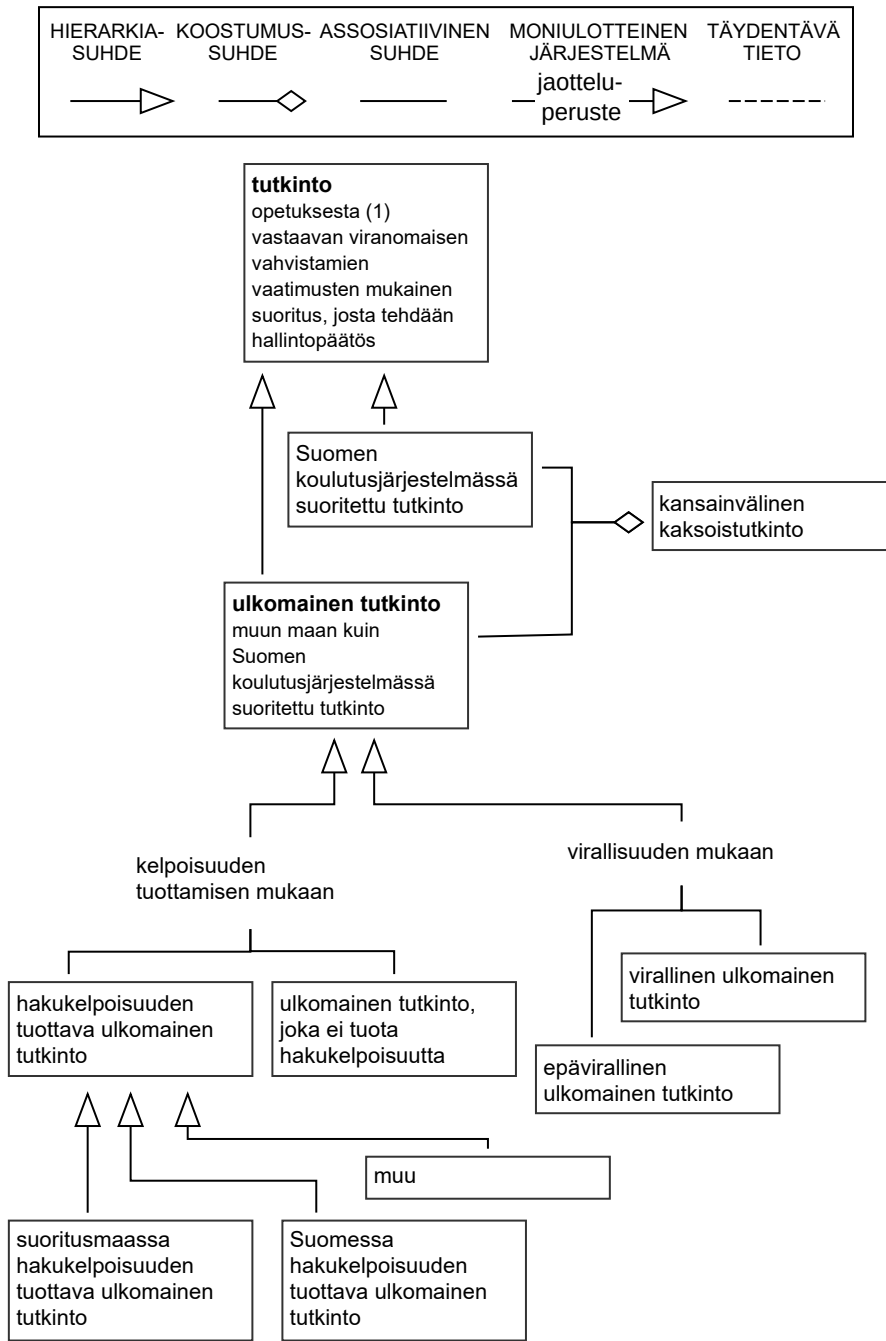 HIERARKIA-
SUHDE
KOOSTUMUS-
SUHDE
ASSOSIATIIVINEN
SUHDE
MONIULOTTEINEN
JÄRJESTELMÄ
jaottelu-
peruste
TÄYDENTÄVÄ
TIETO
tutkinto
opetuksesta (1)
vastaavan viranomaisen
vahvistamien
vaatimusten mukainen
suoritus, josta tehdään
hallintopäätös
Suomen
koulutusjärjestelmässä
suoritettu tutkinto
kansainvälinen
kaksoistutkinto
ulkomainen tutkinto
muun maan kuin
Suomen
koulutusjärjestelmässä
suoritettu tutkinto
kelpoisuuden
tuottamisen mukaan
virallisuuden mukaan
hakukelpoisuuden
tuottava ulkomainen
tutkinto
ulkomainen tutkinto,
joka ei tuota
hakukelpoisuutta
virallinen ulkomainen
tutkinto
epävirallinen
ulkomainen tutkinto
muu
suoritusmaassa
hakukelpoisuuden
tuottava ulkomainen
tutkinto
Suomessa
hakukelpoisuuden
tuottava ulkomainen
tutkinto